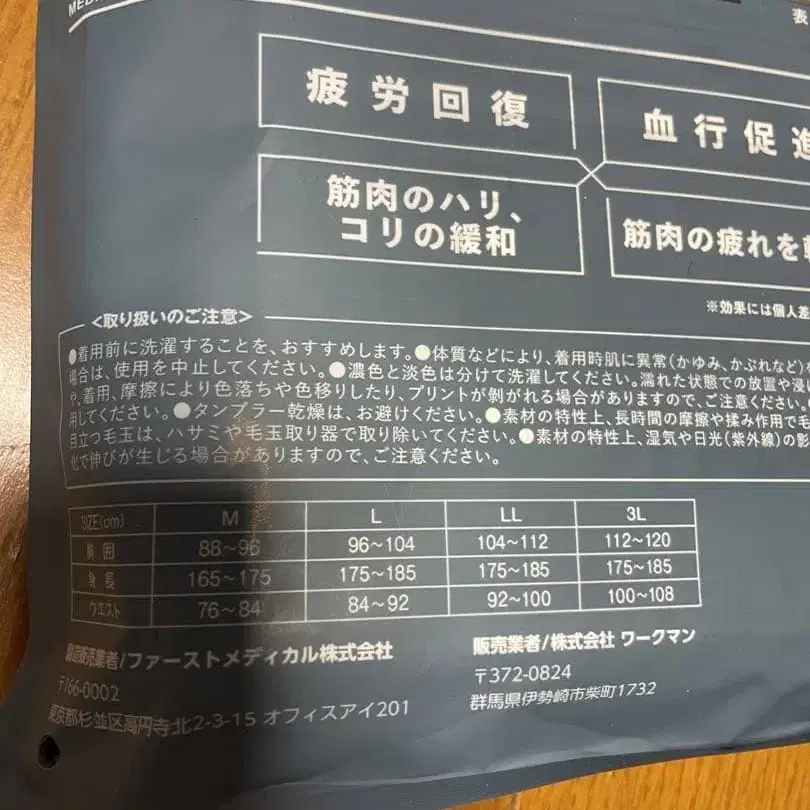 MEDI
表
疲労回復
血行促進
筋肉のハリ、
コリの緩和
筋肉の疲れを軽
※効果には個人差
<取り扱いのご注意>
●着用前に洗濯することを、おすすめします。●体質などにより、着用時肌に異常(かゆみ、かぶれなど)を
場合は、使用を中止してください。●濃色と淡色は分けて洗濯してください。濡れた状態での放置や浸
や、着用、摩擦により色落ちや色移りしたり、プリントが剝がれる場合がありますので、ご注意ください。
用してください。●タンブラー乾燥は、お避けください。●素材の特性上、長時間の摩擦や揉み作用で毛
目立つ毛玉は、ハサミや毛玉取り器で取り除いてください。●素材の特性上、湿気や日光(紫外線)の影
化で伸びが生じる場合がありますので、ご注意ください。
SIZE(cm) M L LL 3L
胸囲 88~96 96~104 104~112 112~120
身長 165~175 175~185 175~185 175~185
ウエスト 76~84 84~92 92~100 100~108
製造販売業者/ファーストメディカル株式会社
〒166-0002
東京都杉並区高円寺北2-3-15 オフィスアイ201
販売業者/株式会社 ワークマン
〒372-0824
群馬県伊勢崎市柴町1732